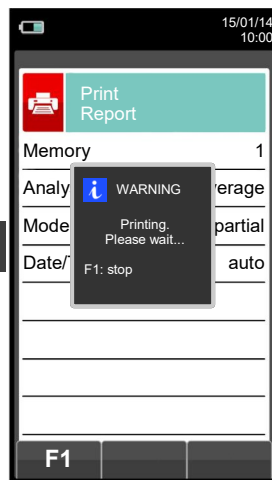 15/01/14
10:00
Print
Report
Memory 1
Analy verage
Mode partial
Date/ auto
i WARNING
Printing.
Please wait...
F1: stop
F1